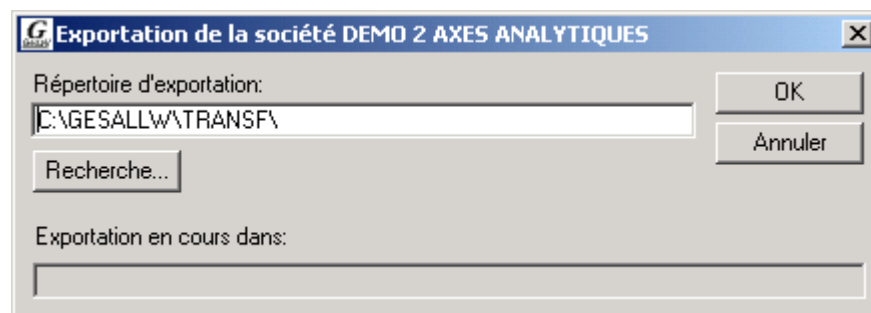 Exportation de la société DEMO 2 AXES ANALYTIQUES
Répertoire d'exportation:
C:\GESALLW\TRANSF\
OK
Annuler
Recherche...
Exportation en cours dans: